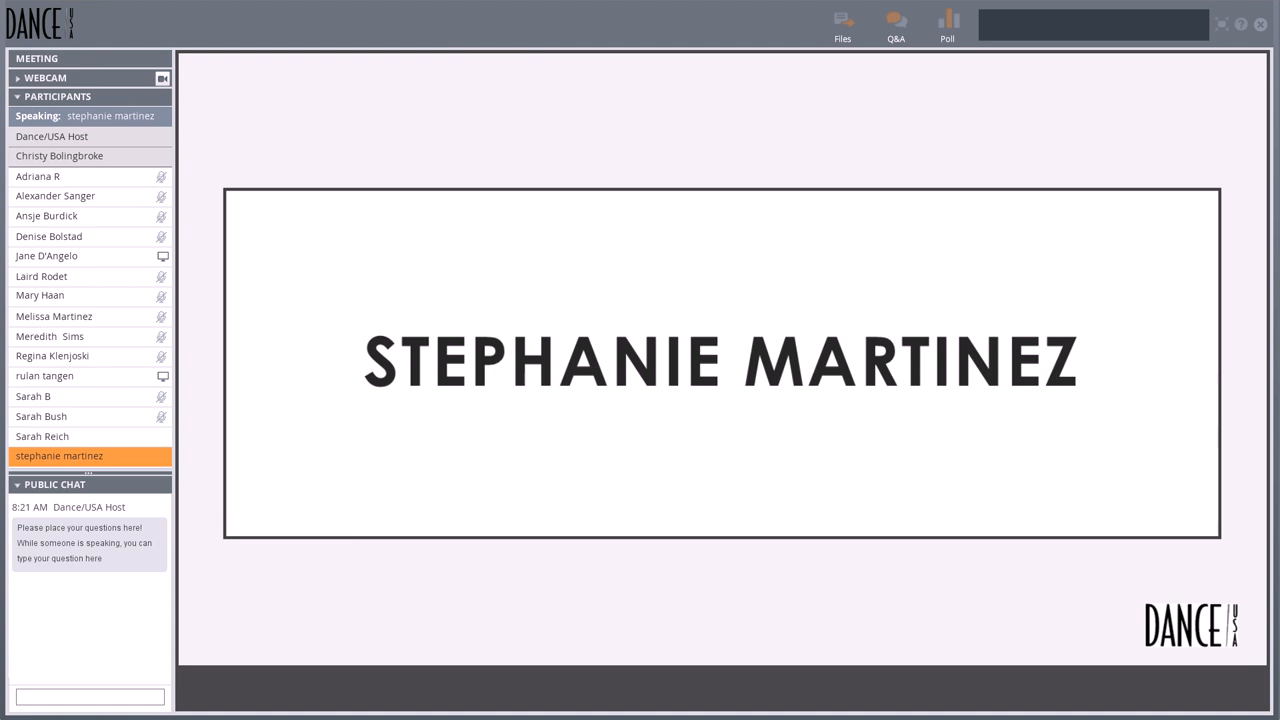 DANCE/USA
Files
Q&A
Poll
MEETING
WEBCAM
PARTICIPANTS
Speaking: stephanie martinez
Dance/USA Host
Christy Bolingbroke
Adriana R
Alexander Sanger
Ansje Burdick
Denise Bolstad
Jane D'Angelo
Laird Rodet
Mary Haan
Melissa Martinez
Meredith Sims
Regina Klenjoski
rulan tangen
Sarah B
Sarah Bush
Sarah Reich
stephanie martinez
PUBLIC CHAT
8:21 AM Dance/USA Host
Please place your questions here!
While someone is speaking, you can
type your question here
STEPHANIE MARTINEZ
DANCE/USA